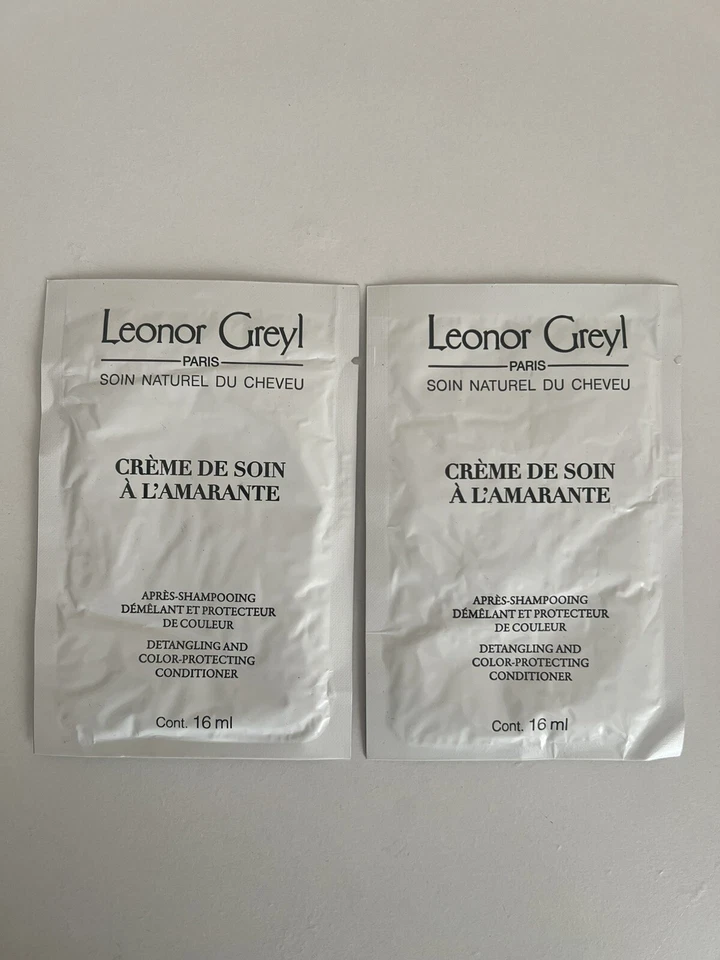 Leonor Greyl
PARIS
SOIN NATUREL DU CHEVEU
CRÈME DE SOIN
À L'AMARANTE
APRÈS-SHAMPOOING
DÉMÊLANT ET PROTECTEUR
DE COULEUR
DETANGLING AND
COLOR-PROTECTING
CONDITIONER
Cont. 16 ml
Leonor Greyl
PARIS
SOIN NATUREL DU CHEVEU
CRÈME DE SOIN
À L'AMARANTE
APRÈS-SHAMPOOING
DÉMÊLANT ET PROTECTEUR
DE COULEUR
DETANGLING AND
COLOR-PROTECTING
CONDITIONER
Cont. 16 ml